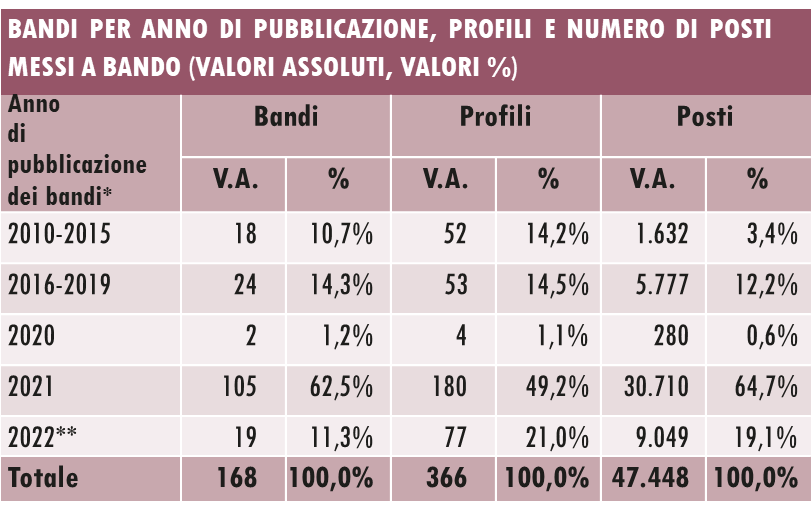 BANDI PER ANNO DI PUBBLICAZIONE, PROFILI E NUMERO DI POSTI
MESSI A BANDO (VALORI ASSOLUTI, VALORI %)
Anno
di
pubblicazione
dei bandi*
Bandi Profili Posti
V.A. % V.A. % V.A. %
2010-2015 18 10,7% 52 14,2% 1.632 3,4%
2016-2019 24 14,3% 53 14,5% 5.777 12,2%
2020 2 1,2% 4 1,1% 280 0,6%
2021 105 62,5% 180 49,2% 30.710 64,7%
2022** 19 11,3% 77 21,0% 9.049 19,1%
Totale 168 100,0% 366 100,0% 47.448 100,0%